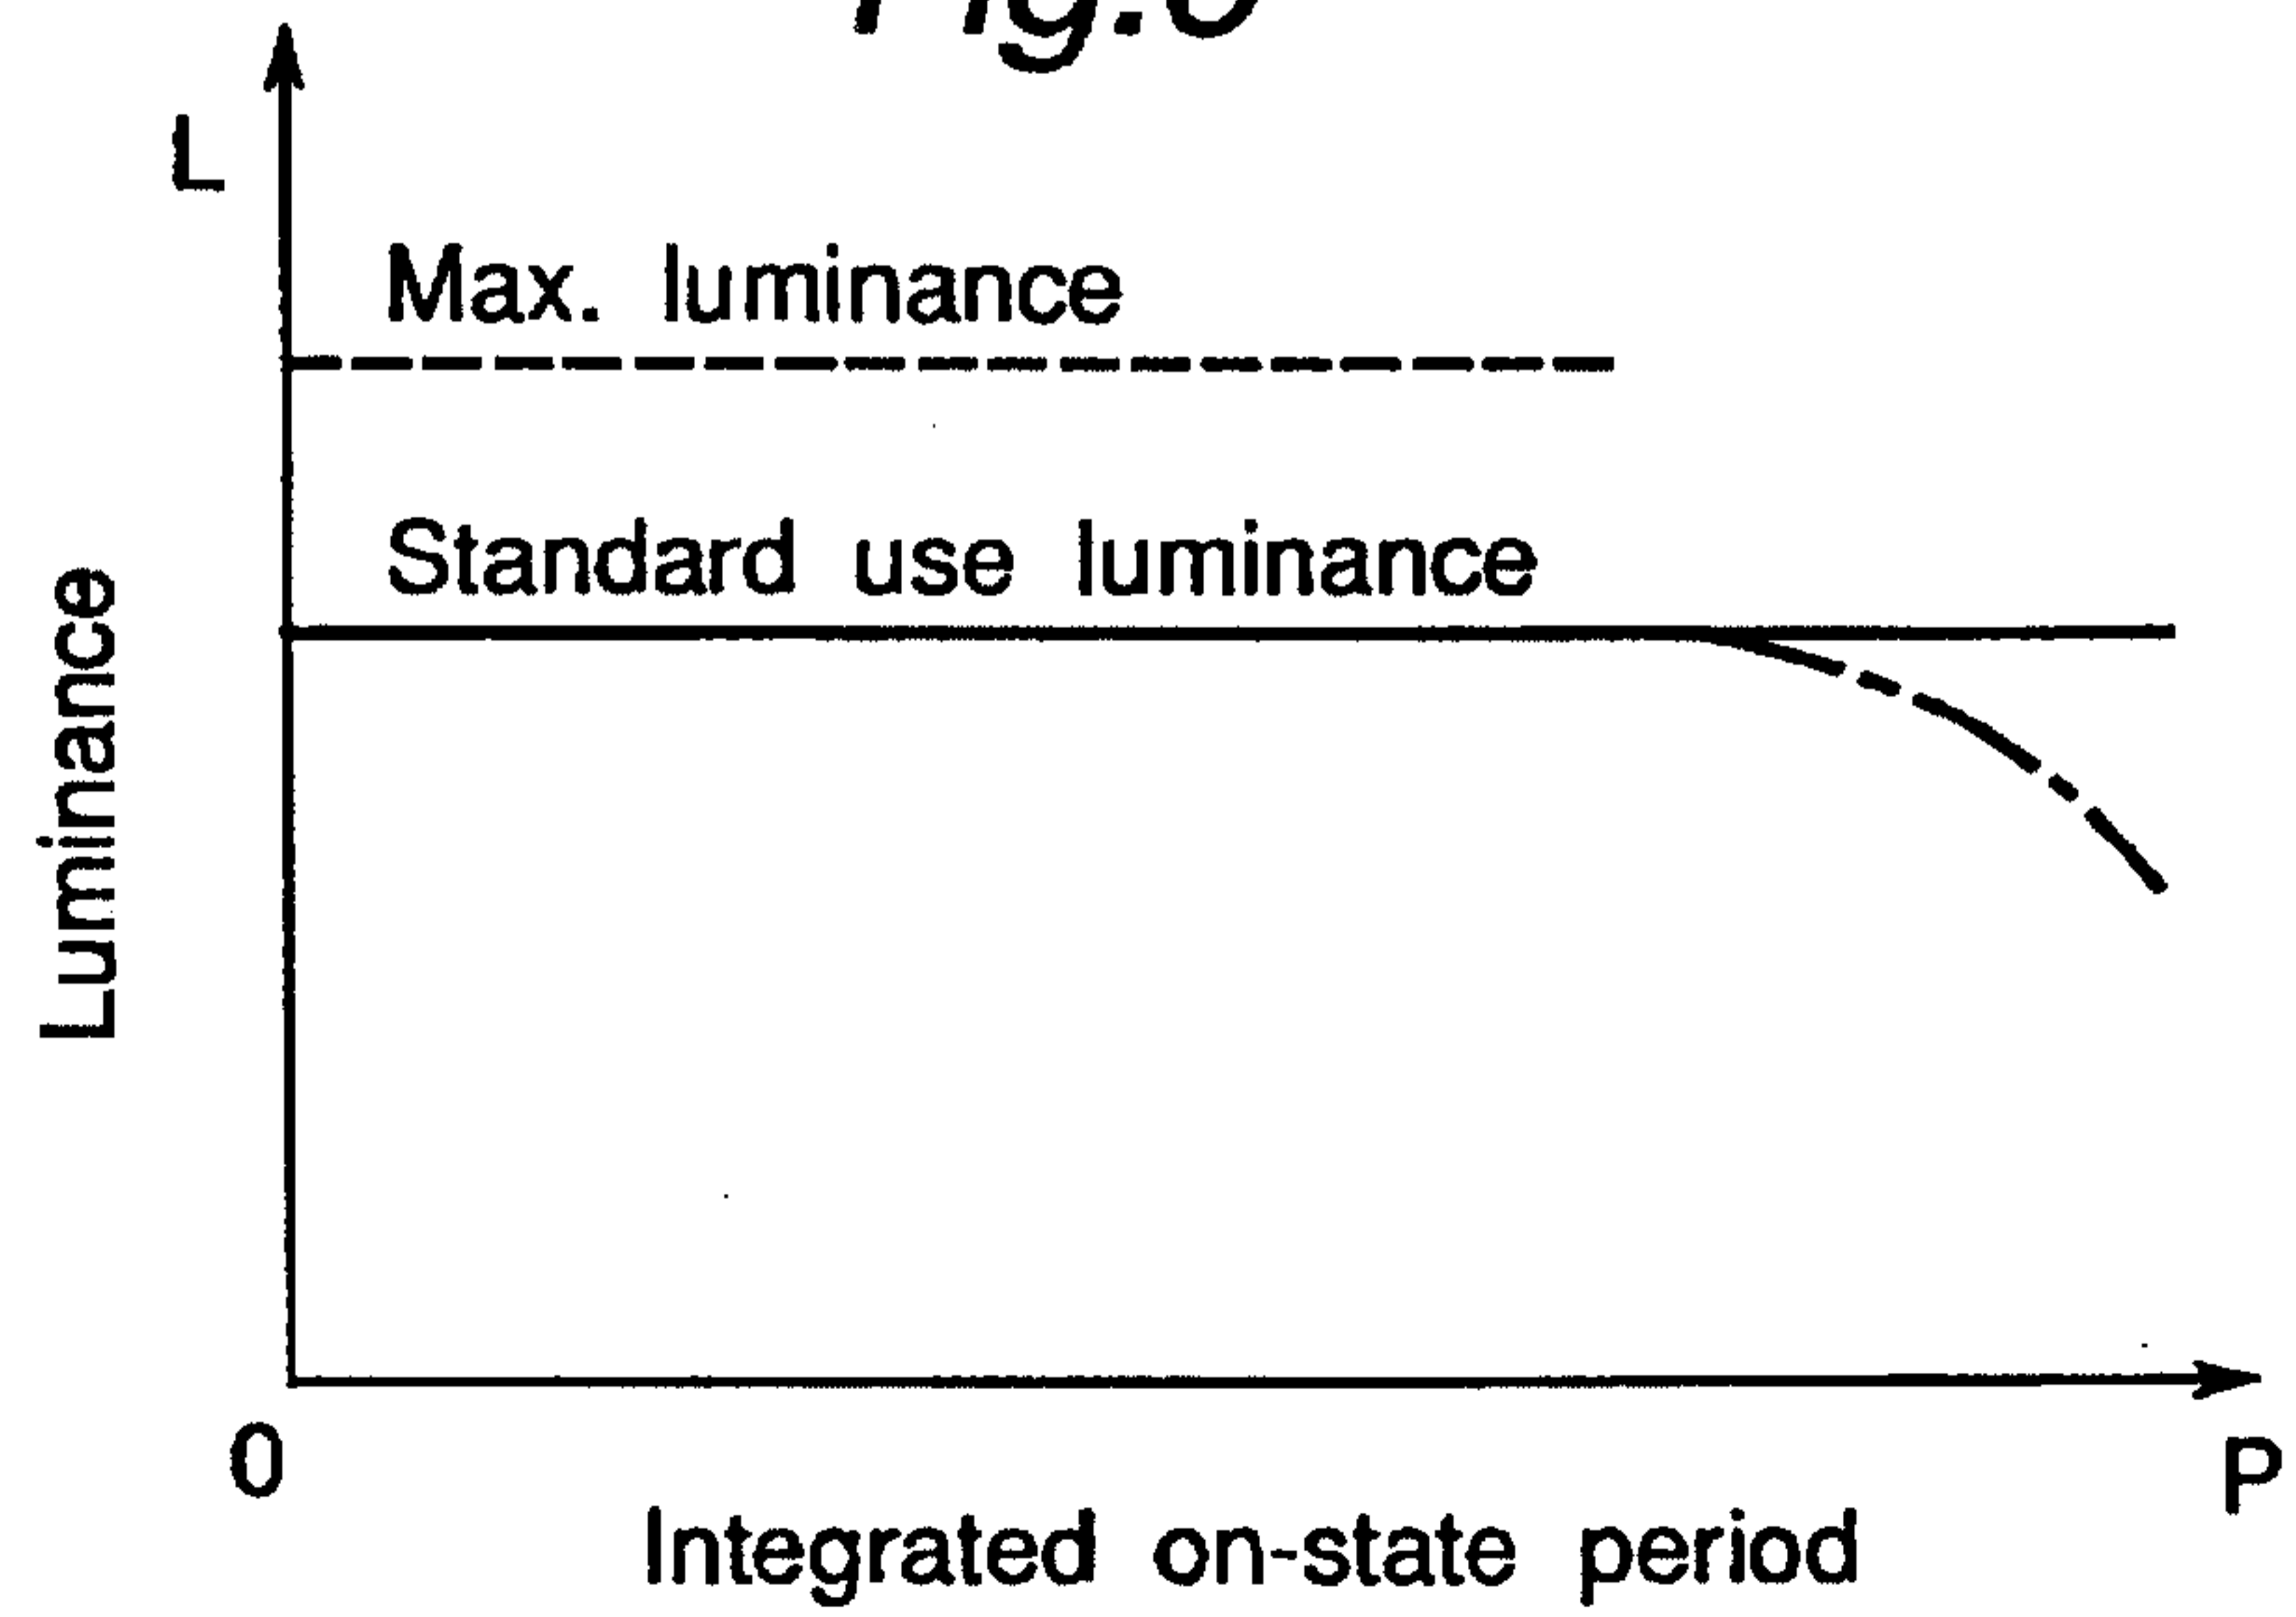 L
Max. luminance
Standard use luminance
Luminance
0
P
Integrated on-state period